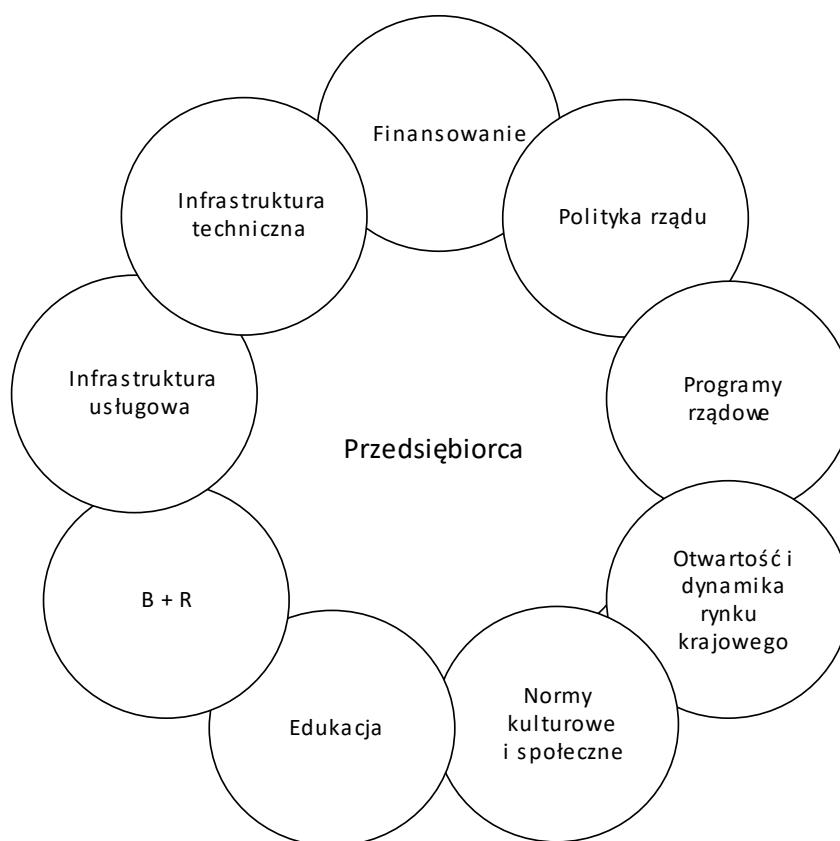 Finansowanie
Infrastruktura
techniczna
Polityka rządu
Infrastruktura
usługowa
Programy
rządowe
Przedsiębiorca
Otwartość i
dynamika
rynku
krajowego
B + R
Normy
kulturowe
i społeczne
Edukacja